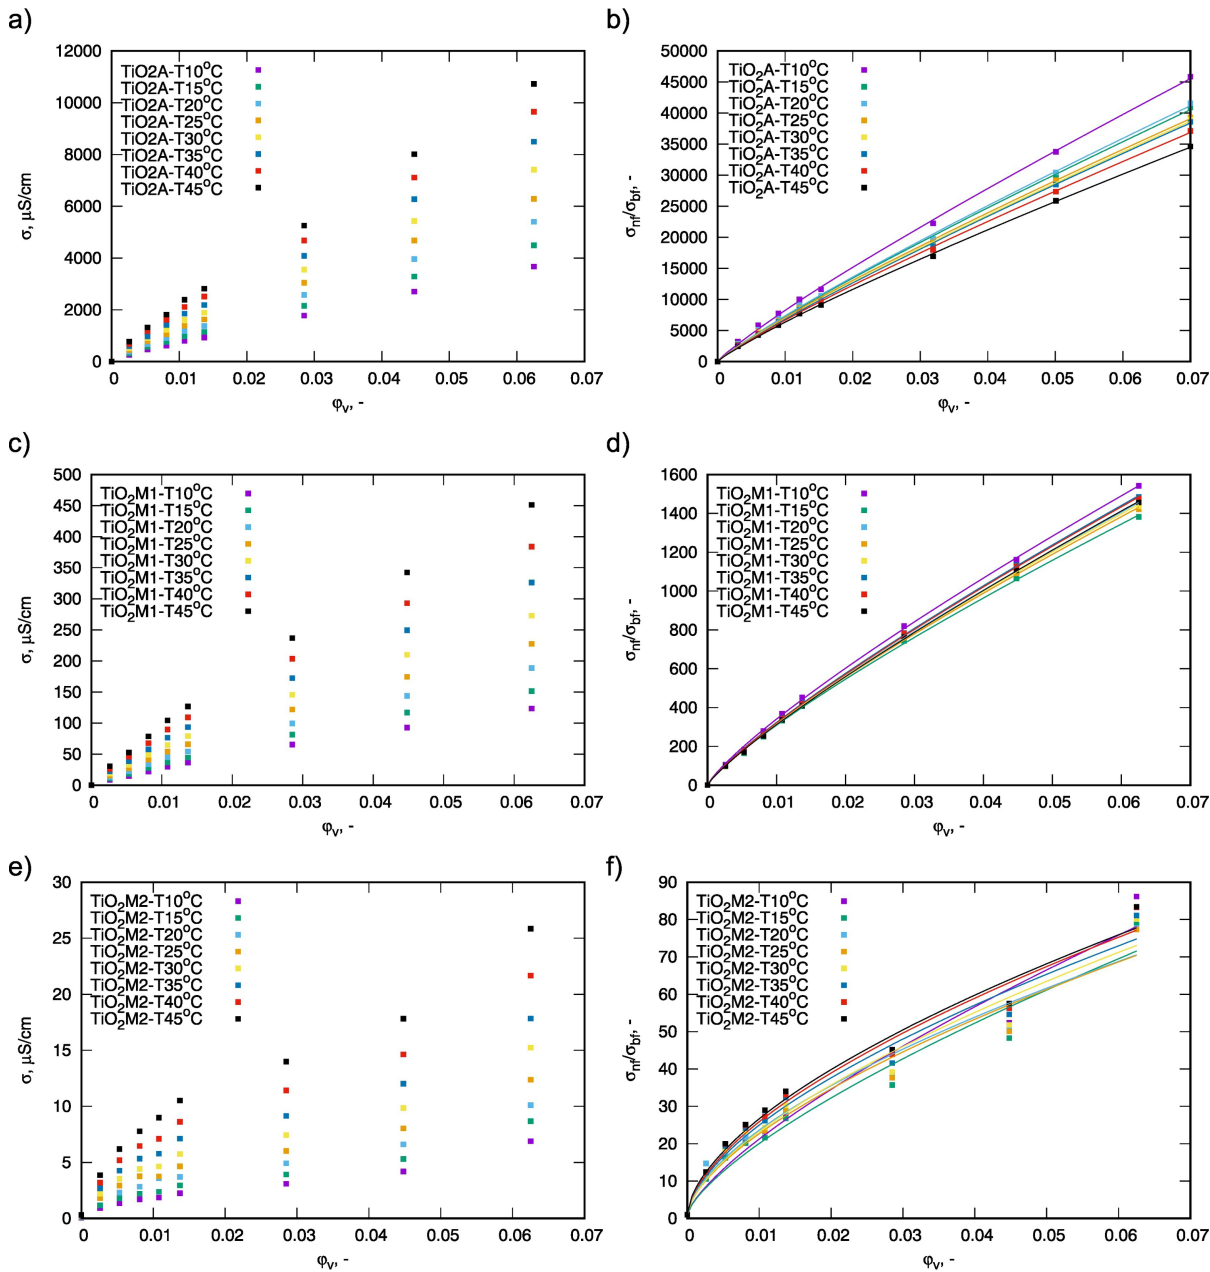 a)
12000
10000
8000
6000
4000
2000
0
σ, μS/cm
TiO2A-T10°C
TiO2A-T15°C
TiO2A-T20°C
TiO2A-T25°C
TiO2A-T30°C
TiO2A-T35°C
TiO2A-T40°C
TiO2A-T45°C
0 0.01 0.02 0.03 0.04 0.05 0.06 0.07
φv, -
b)
50000
45000
40000
35000
30000
25000
20000
15000
10000
5000
0
σnf/σbf, -
TiO₂A-T10°C
TiO₂A-T15°C
TiO₂A-T20°C
TiO₂A-T25°C
TiO₂A-T30°C
TiO₂A-T35°C
TiO₂A-T40°C
TiO₂A-T45°C
0 0.01 0.02 0.03 0.04 0.05 0.06 0.07
φv, -
c)
500
450
400
350
300
250
200
150
100
50
0
σ, μS/cm
TiO₂M1-T10°C
TiO₂M1-T15°C
TiO₂M1-T20°C
TiO₂M1-T25°C
TiO₂M1-T30°C
TiO₂M1-T35°C
TiO₂M1-T40°C
TiO₂M1-T45°C
0 0.01 0.02 0.03 0.04 0.05 0.06 0.07
φv, -
d)
1600
1400
1200
1000
800
600
400
200
0
σnf/σbf, -
TiO₂M1-T10°C
TiO₂M1-T15°C
TiO₂M1-T20°C
TiO₂M1-T25°C
TiO₂M1-T30°C
TiO₂M1-T35°C
TiO₂M1-T40°C
TiO₂M1-T45°C
0 0.01 0.02 0.03 0.04 0.05 0.06 0.07
φv, -
e)
30
25
20
15
10
5
0
σ, μS/cm
TiO₂M2-T10°C
TiO₂M2-T15°C
TiO₂M2-T20°C
TiO₂M2-T25°C
TiO₂M2-T30°C
TiO₂M2-T35°C
TiO₂M2-T40°C
TiO₂M2-T45°C
0 0.01 0.02 0.03 0.04 0.05 0.06 0.07
φv, -
f)
90
80
70
60
50
40
30
20
10
0
σnf/σbf, -
TiO₂M2-T10°C
TiO₂M2-T15°C
TiO₂M2-T20°C
TiO₂M2-T25°C
TiO₂M2-T30°C
TiO₂M2-T35°C
TiO₂M2-T40°C
TiO₂M2-T45°C
0 0.01 0.02 0.03 0.04 0.05 0.06 0.07
φv, -